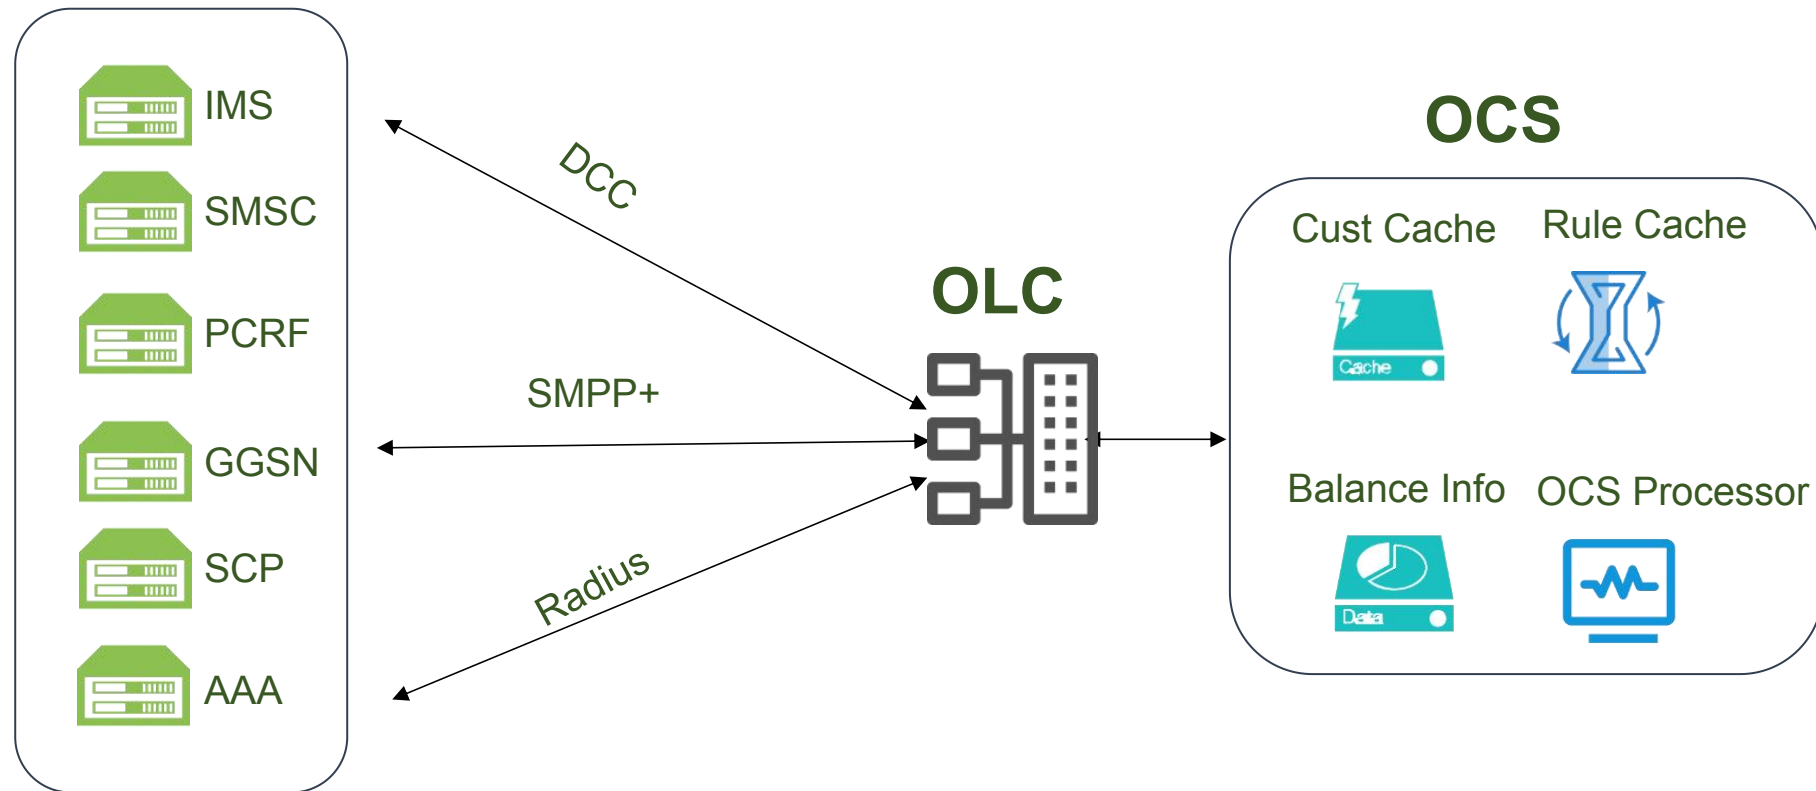 IMS
SMSC
PCRF
GGSN
SCP
AAA
DCC
SMPP+
Radius
OLC
OCS
Cust Cache
Rule Cache
Cache
Balance Info
OCS Processor
Data